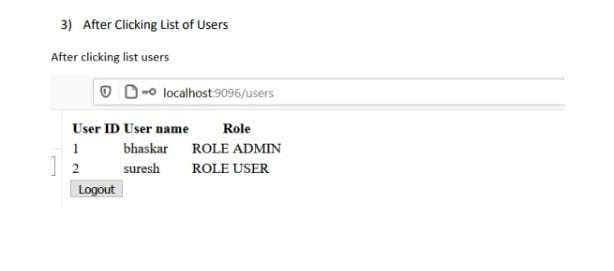 3) After Clicking List of Users
After clicking list users
localhost:9096/users
User ID User name Role
1 bhaskar ROLE ADMIN
2 suresh ROLE USER
Logout